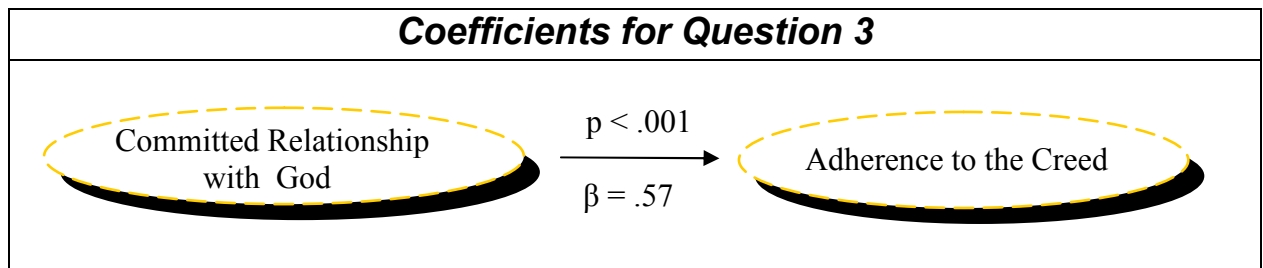 Coefficients for Question 3
Committed Relationship
with God
p < .001
β = .57
Adherence to the Creed